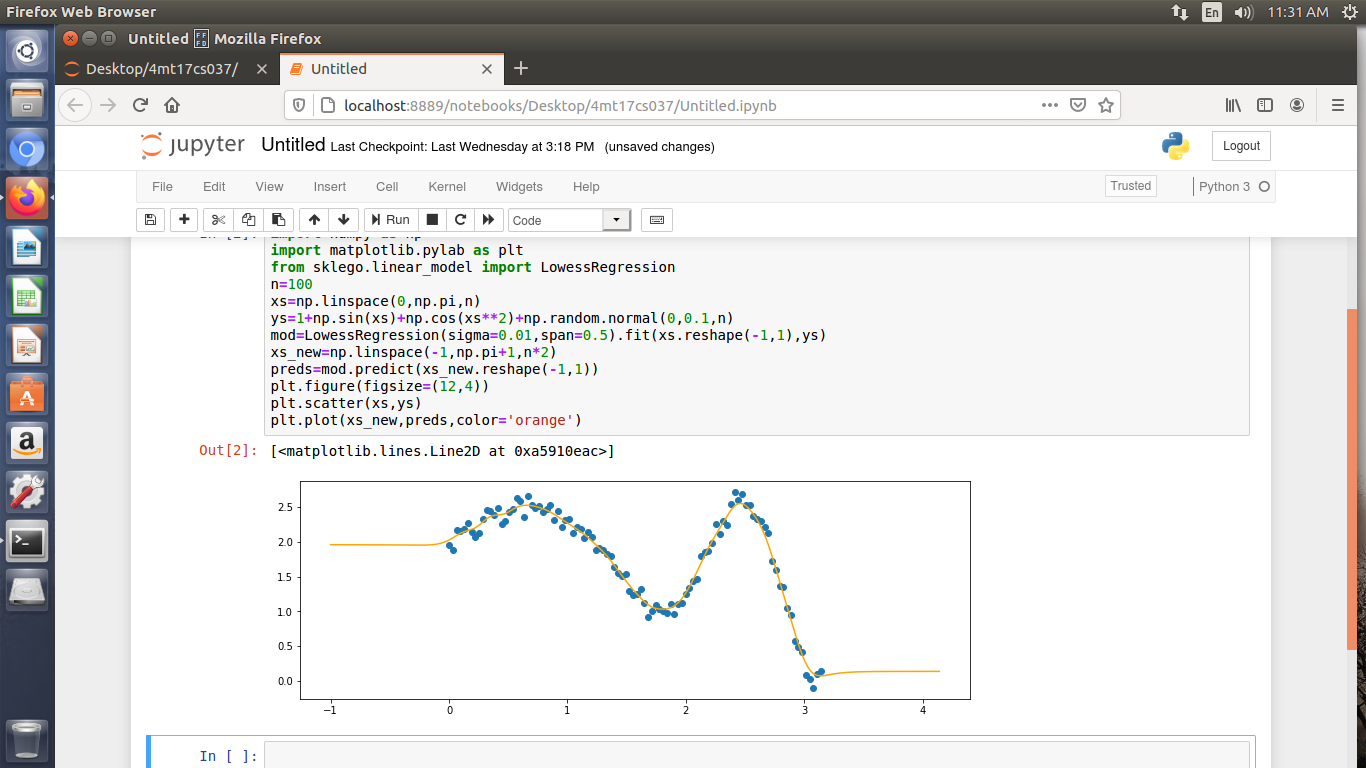 Firefox Web Browser
En
11:31 AM
Untitled Mozilla Firefox
Desktop/4mt17cs037/
Untitled
localhost:8889/notebooks/Desktop/4mt17cs037/Untitled.ipynb
jupyter Untitled Last Checkpoint: Last Wednesday at 3:18 PM (unsaved changes)
Logout
File Edit View Insert Cell Kernel Widgets Help
Trusted
Python 3
Run
Code
import matplotlib.pylab as plt
from sklego.linear_model import LowessRegression
n=100
xs=np.linspace(0,np.pi,n)
ys=1+np.sin(xs)+np.cos(xs**2)+np.random.normal(0,0.1,n)
mod=LowessRegression(sigma=0.01,span=0.5).fit(xs.reshape(-1,1),ys)
xs_new=np.linspace(-1,np.pi+1,n*2)
preds=mod.predict(xs_new.reshape(-1,1))
plt.figure(figsize=(12,4))
plt.scatter(xs,ys)
plt.plot(xs_new,preds,color='orange')
Out[2]: [<matplotlib.lines.Line2D at 0xa5910eac>]
2.5
2.0
1.5
1.0
0.5
0.0
−1 0 1 2 3 4
In [ ]: